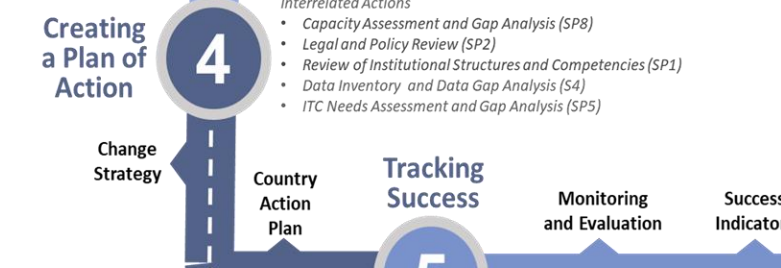 Interrelated Actions
Creating
a Plan of
Action
4
• Capacity Assessment and Gap Analysis (SP8)
• Legal and Policy Review (SP2)
• Review of Institutional Structures and Competencies (SP1)
• Data Inventory and Data Gap Analysis (S4)
• ITC Needs Assessment and Gap Analysis (SP5)
Change
Strategy
Country
Action
Plan
Tracking
Success
5
Monitoring
and Evaluation
Success